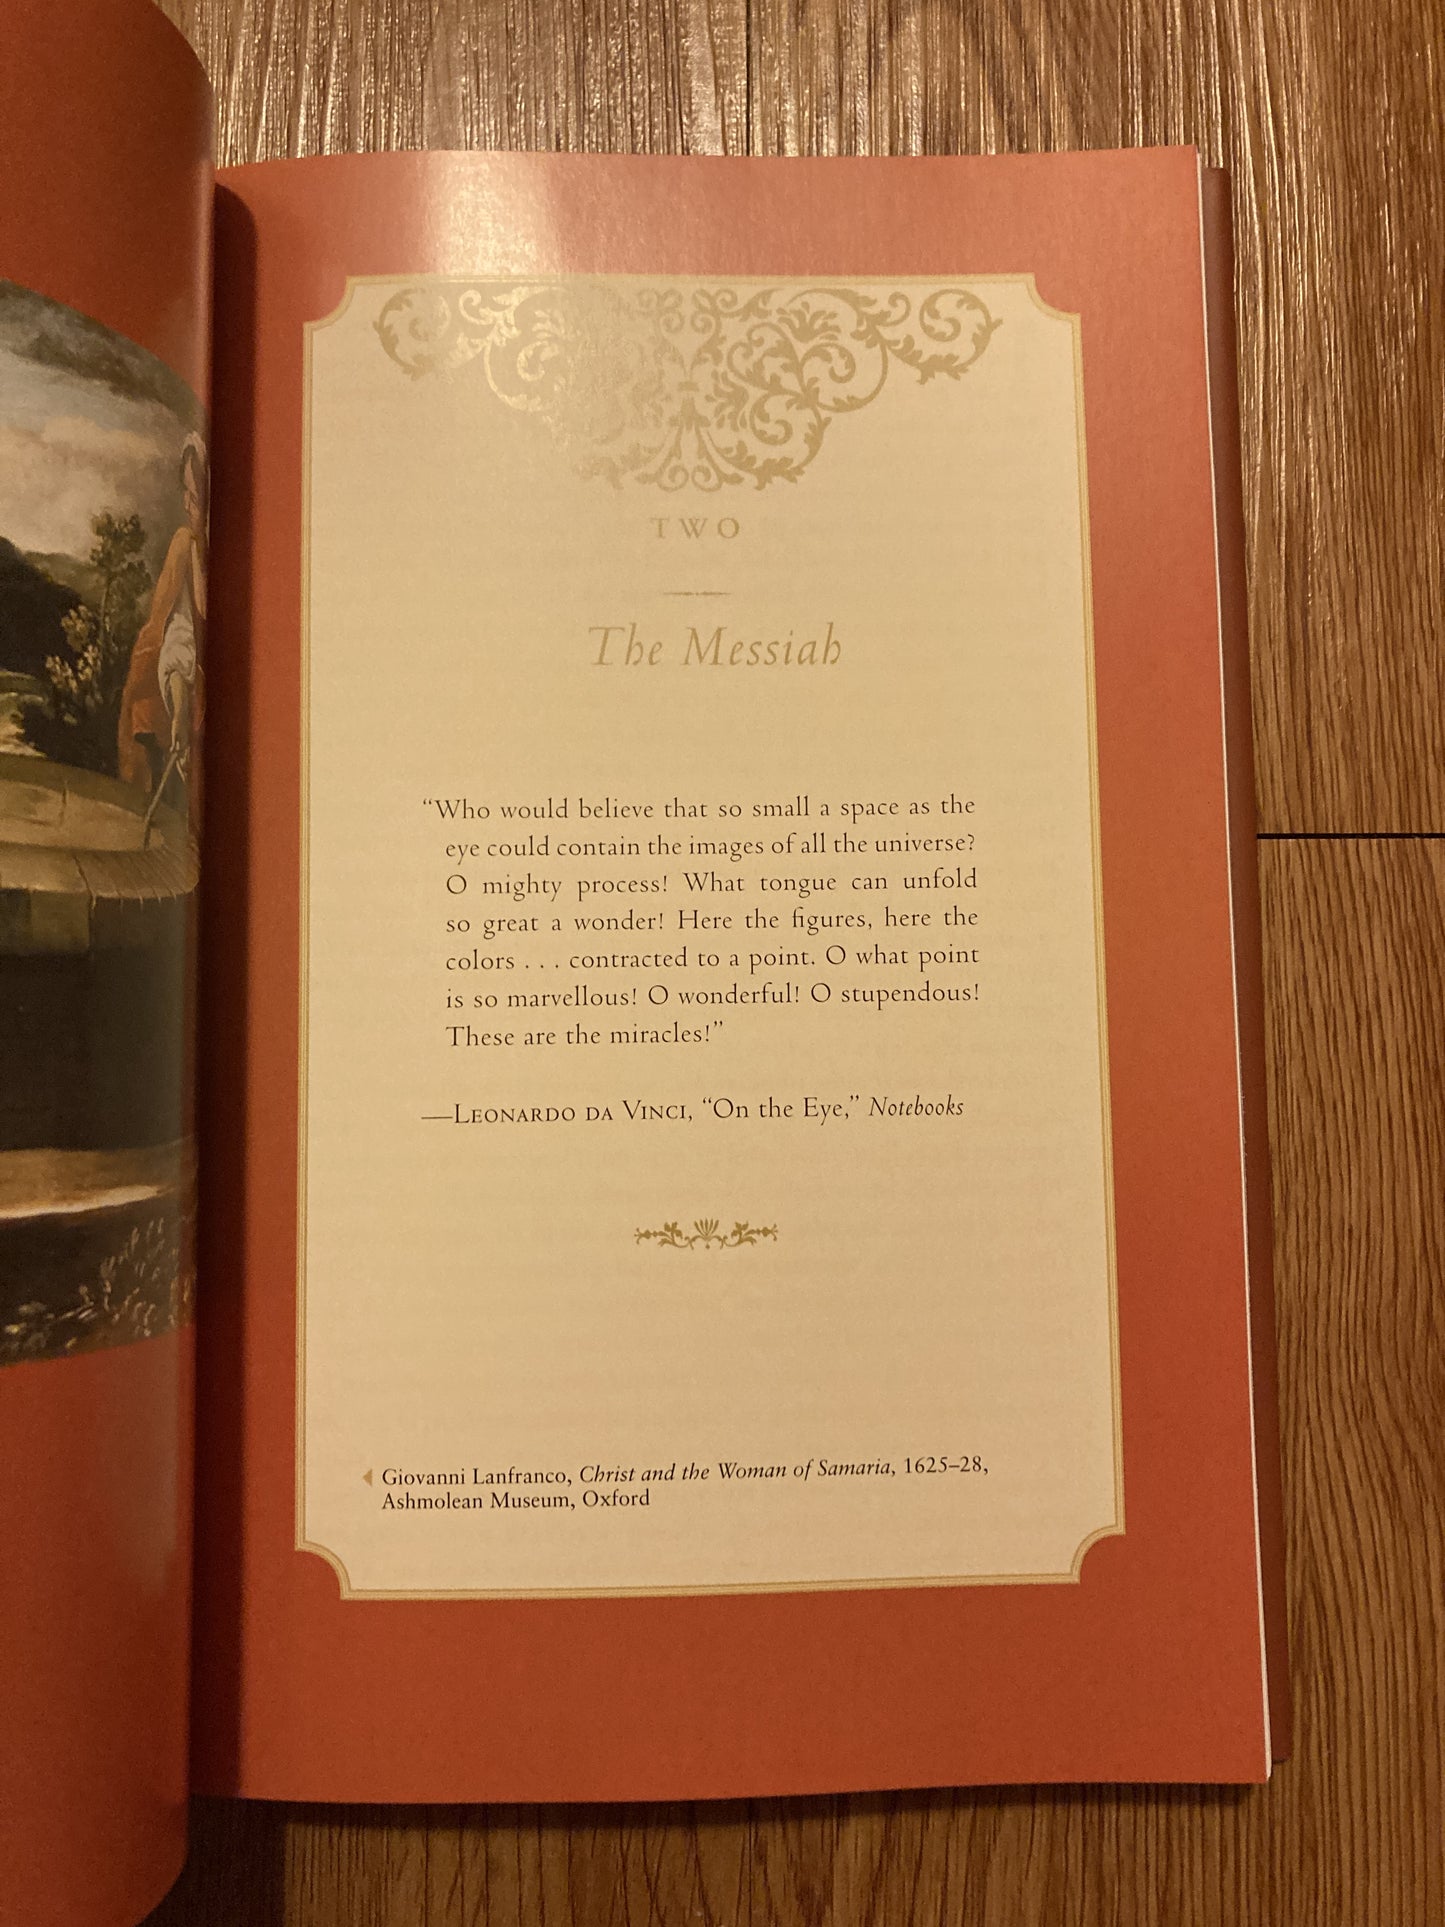 TWO
The Messiah
“Who would believe that so small a space as the
eye could contain the images of all the universe?
O mighty process! What tongue can unfold
so great a wonder! Here the figures, here the
colors . . . contracted to a point. O what point
is so marvellous! O wonderful! O stupendous!
These are the miracles!”
—Leonardo da Vinci, “On the Eye,” Notebooks
Giovanni Lanfranco, Christ and the Woman of Samaria, 1625–28,
Ashmolean Museum, Oxford